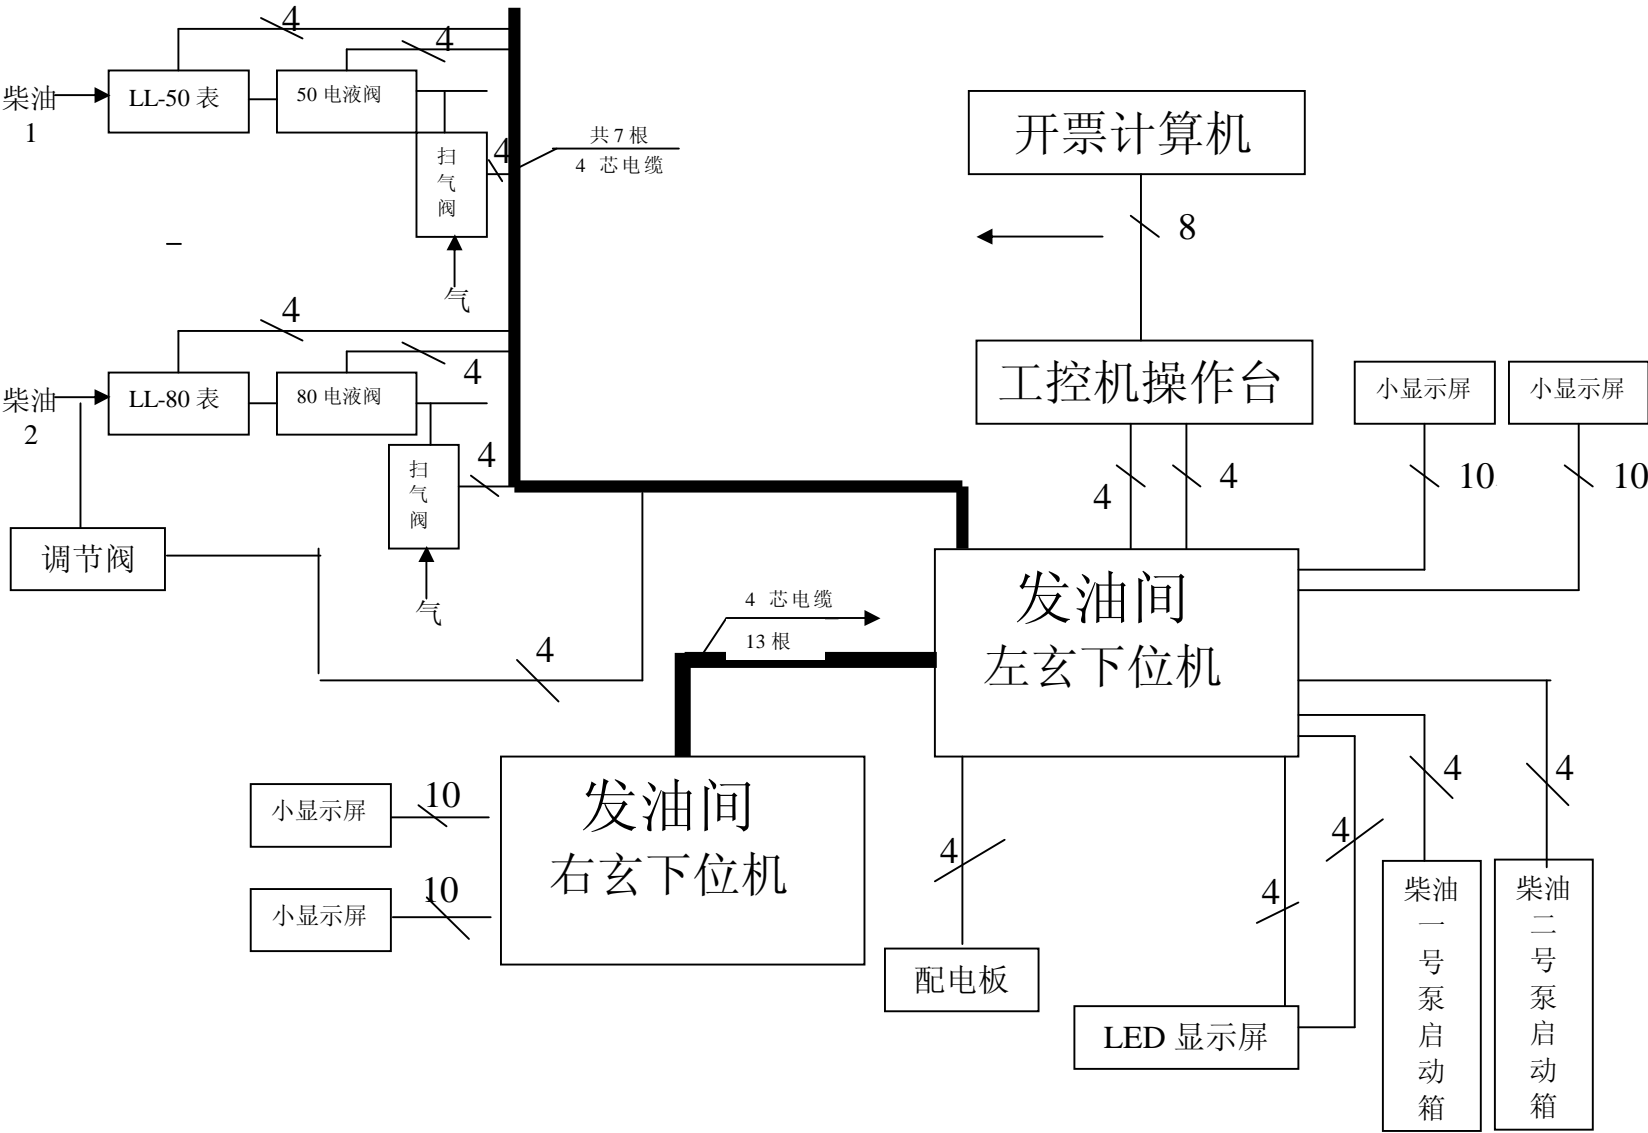 4
4
柴油
1
LL-50 表
50 电液阀
扫
气
阀
4
共 7 根
4 芯电缆
气
开票计算机
8
4
4
柴油
2
LL-80 表
80 电液阀
扫
气
阀
4
气
调节阀
4
工控机操作台
4
4
小显示屏
小显示屏
10
10
4 芯电缆
13 根
发油间
左玄下位机
发油间
右玄下位机
小显示屏
10
小显示屏
10
4
配电板
4
4
LED 显示屏
4
4
柴油
一
号
泵
启
动
箱
柴油
二
号
泵
启
动
箱